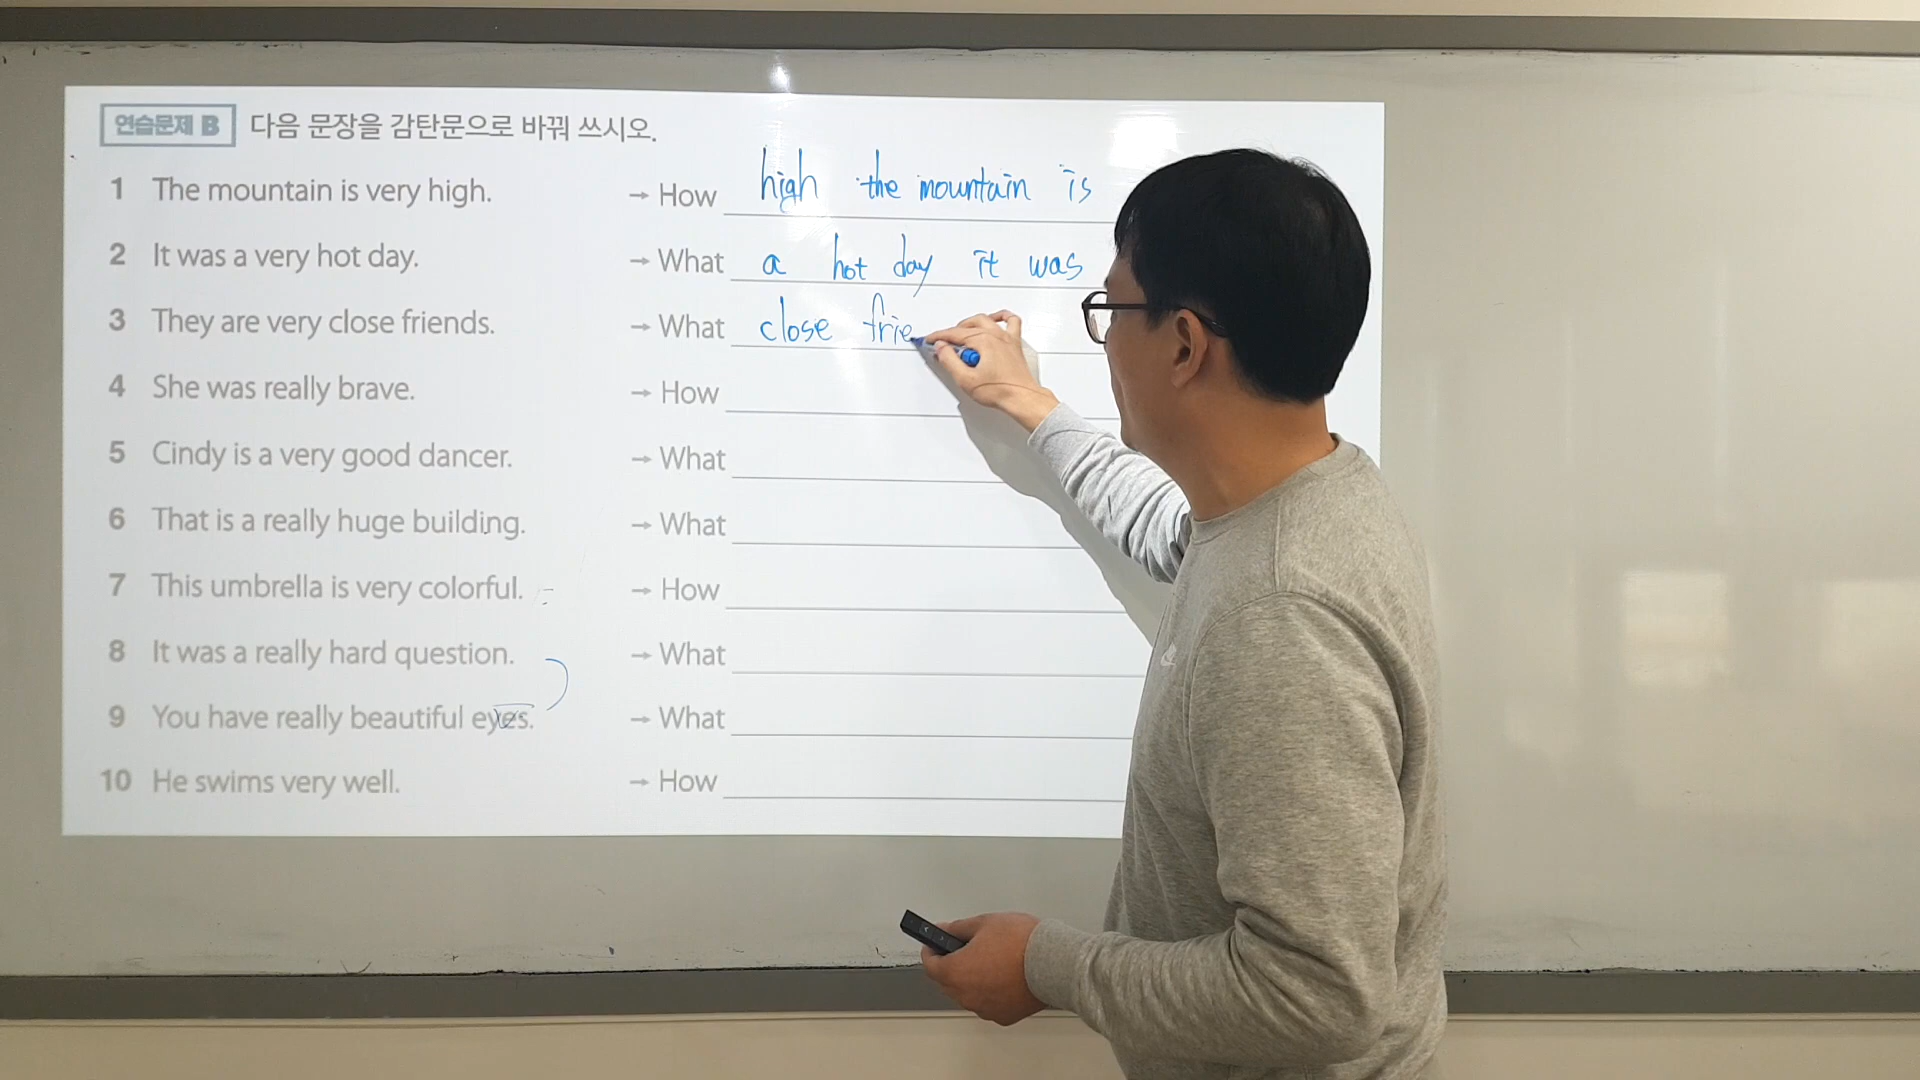 연습문제 B 다음 문장을 감탄문으로 바꿔 쓰시오.
1 The mountain is very high. → How high the mountain is
2 It was a very hot day. → What a hot day it was
3 They are very close friends. → What close frie
4 She was really brave. → How
5 Cindy is a very good dancer. → What
6 That is a really huge building. → What
7 This umbrella is very colorful. → How
8 It was a really hard question. → What
9 You have really beautiful eyes. → What
10 He swims very well. → How